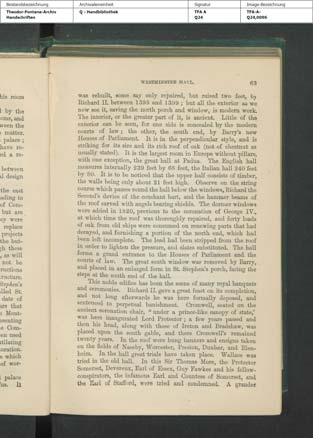 Bestandsbezeichnung
Archivaleinheit
Signatur
Image-Bezeichnung
Theodor-Fontane-Archiv
Handschriften
Q - Handbibliothek
TFA A
Q24
TFA-A-
Q24,0086
WESTMINSTER HALL. 63
was rebuilt, some say only repaired, but raised two feet, by
Richard II. between 1395 and 1399; but all the exterior as we
now see it, saving the north porch and window, is modern work.
The interior, or the greater part of it, is ancient. Little of the
exterior can be seen, for one side is concealed by the modern
courts of law; the other, the south end, by Barry's new
Houses of Parliament. It is in the perpendicular style, and is
striking for its size and its rich roof of oak (not of chestnut as
usually stated). It is the largest room in Europe without pillars,
with one exception, the great hall at Padua. The English hall
measures internally 239 feet by 68 feet, the Italian hall 240 feet
by 80. It is to be noticed that the upper half consists of timber,
the walls being only about 21 feet high. Observe on the string
course which passes round the hall below the windows, Richard the
Second's device of the couchant hart, and the hammer beams of
the roof carved with angels bearing shields. The dormer windows
were added in 1820, previous to the coronation of George IV.,
at which time the roof was thoroughly repaired, and forty loads
of oak from old ships were consumed on renewing parts that had
decayed, and furnishing a portion of the north end, which had
been left incomplete. The lead had been stripped from the roof
in order to lighten the pressure, and slates substituted. The hall
forms a grand entrance to the Houses of Parliament and the
courts of law. The great south window was removed by Barry,
and placed in an enlarged form in St. Stephen's porch, facing the
steps at the south end of the hall.
This noble edifice has been the scene of many royal banquets
and ceremonies. Richard II. gave a great feast on its completion,
and not long afterwards he was here formally deposed, and
sentenced to perpetual banishment. Cromwell, seated on the
ancient coronation chair, "under a prince-like canopy of state,"
was here inaugurated Lord Protector; a few years passed and
then his head, along with those of Ireton and Bradshaw, was
placed upon the south gable, and there Cromwell's remained
twenty years. In the roof were hung banners and ensigns taken
on the fields of Naseby, Worcester, Preston, Dunbar, and Blen-
heim. In the hall great trials have taken place. Wallace was
tried in the old hall. In this Sir Thomas More, the Protector
Somerset, Devereux, Earl of Essex, Guy Fawkes and his fellow-
conspirators, the infamous Earl and Countess of Somerset, and
the Earl of Stafford, were tried and condemned. A grander